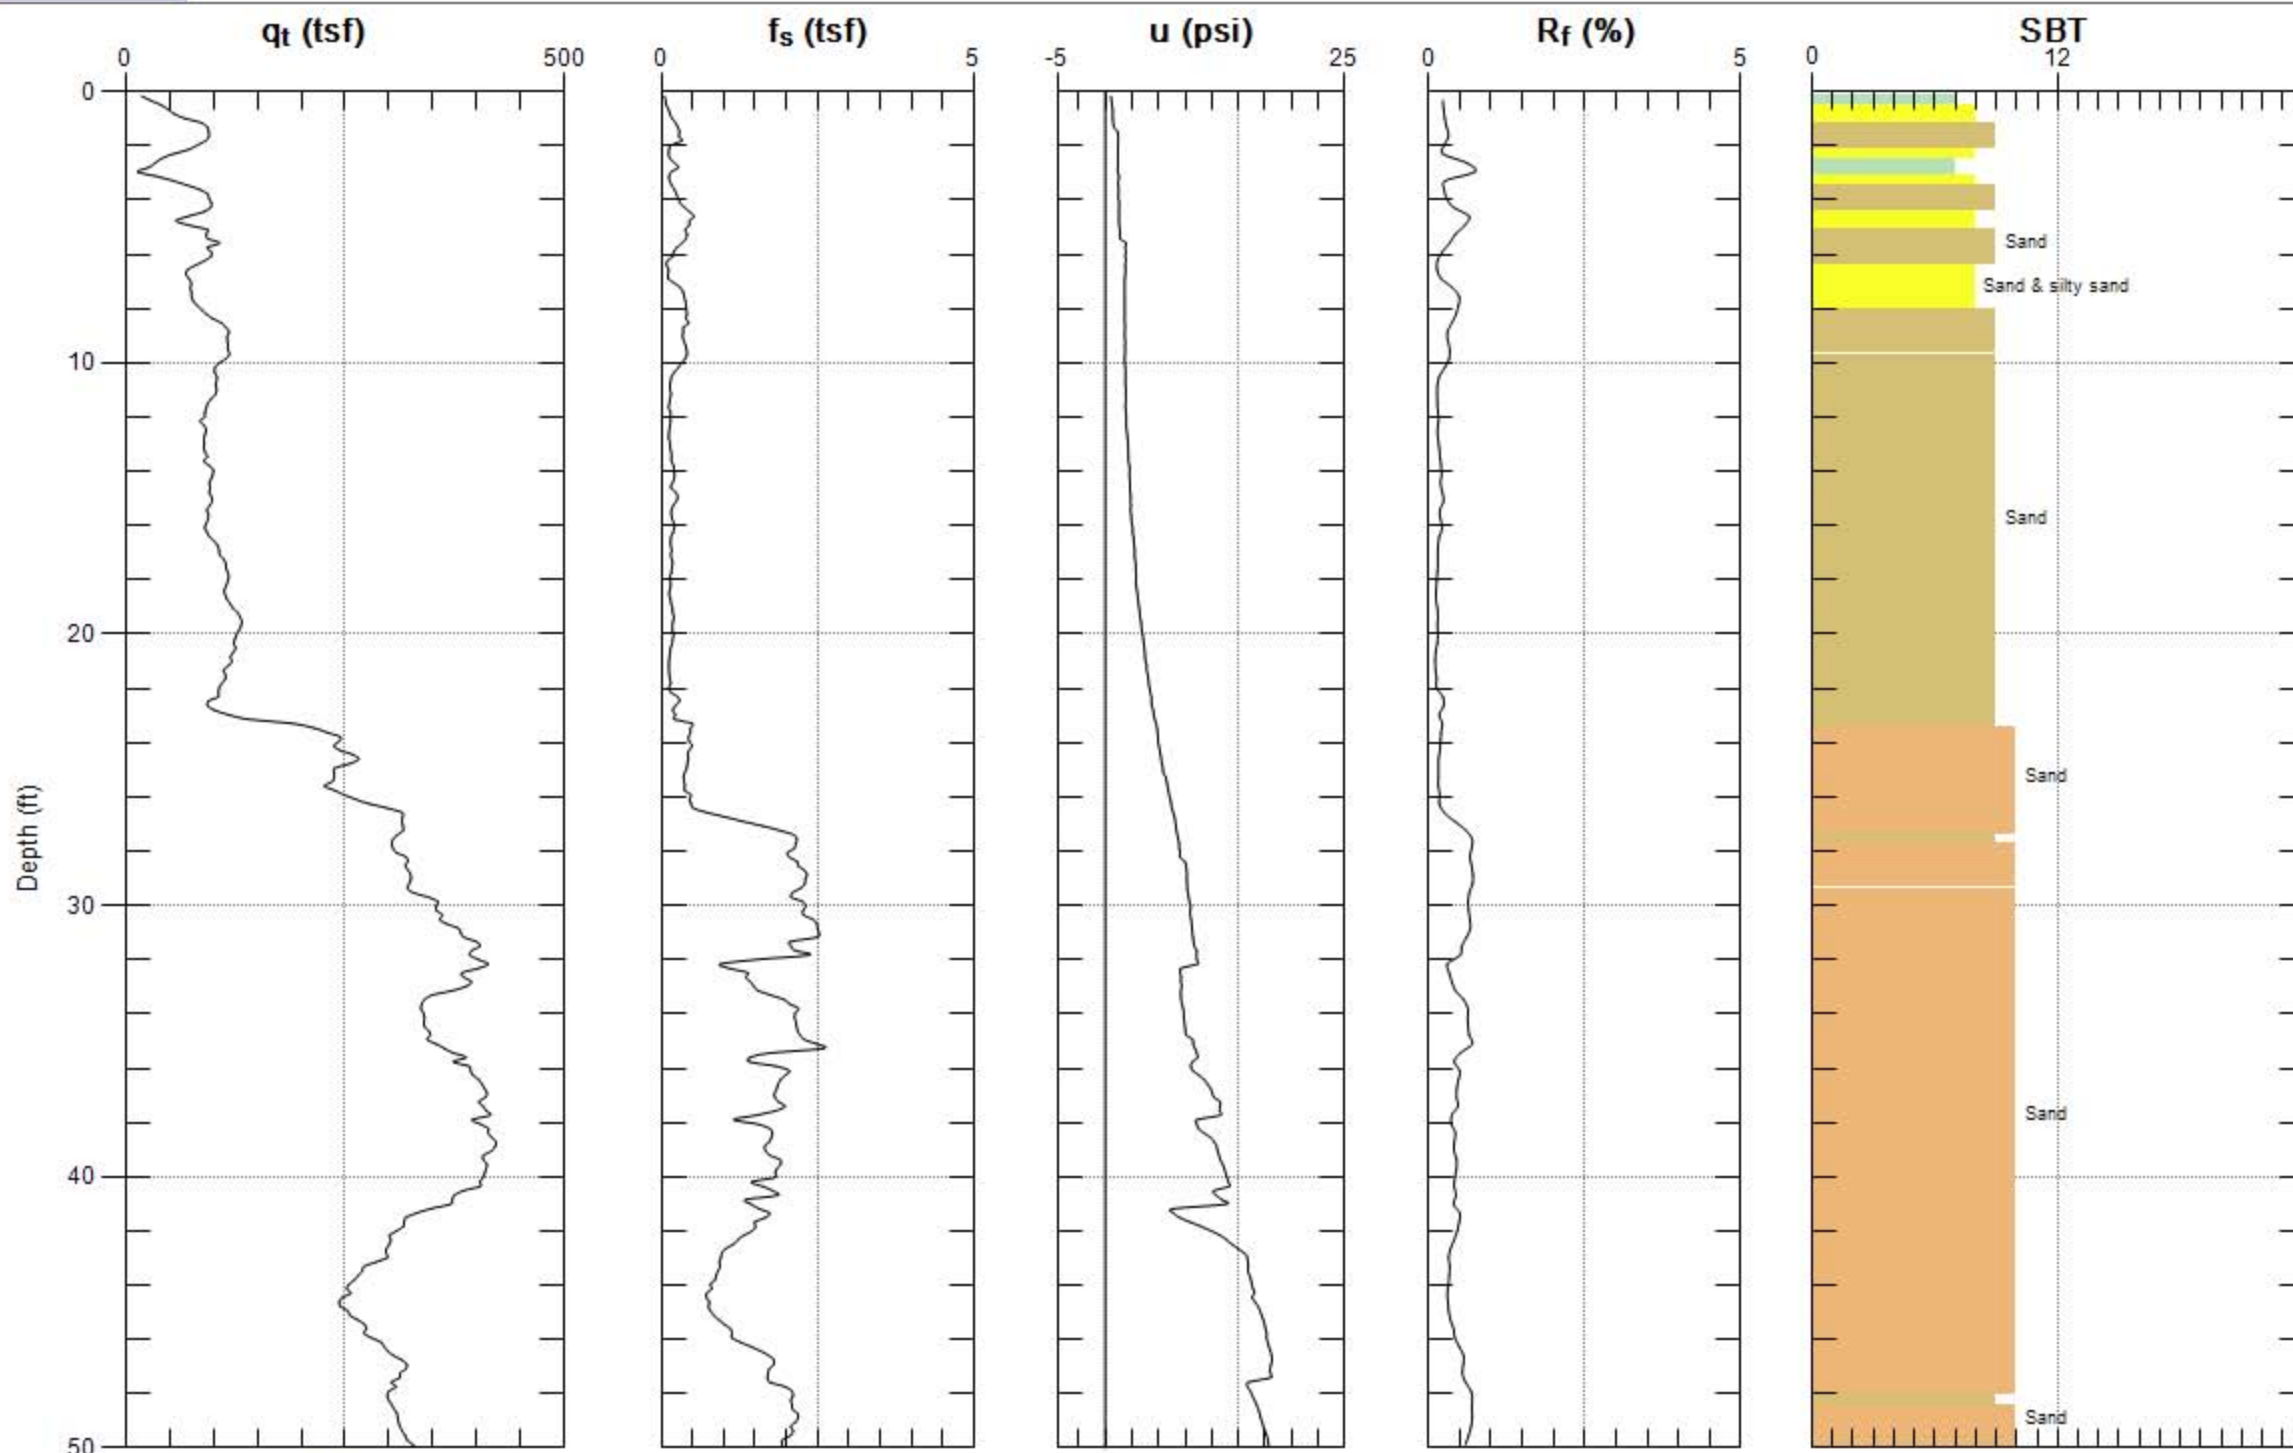 qt (tsf)
fs (tsf)
u (psi)
Rf (%)
SBT
0
500
0
5
-5
25
0
5
0
12
0
Sand
Sand & silty sand
10
Sand
20
Sand
Depth (ft)
30
Sand
40
Sand
50